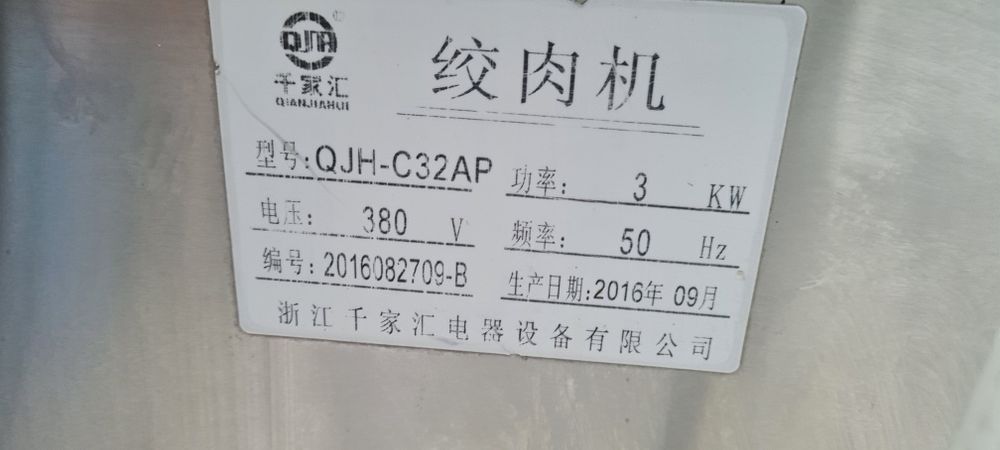 QJH
千家汇
QIANJIAHUI
绞肉机
型号:QJH-C32AP 功率: 3 KW
电压: 380 V 频率: 50 Hz
编号:2016082709-B 生产日期:2016年 09月
浙江千家汇电器设备有限公司